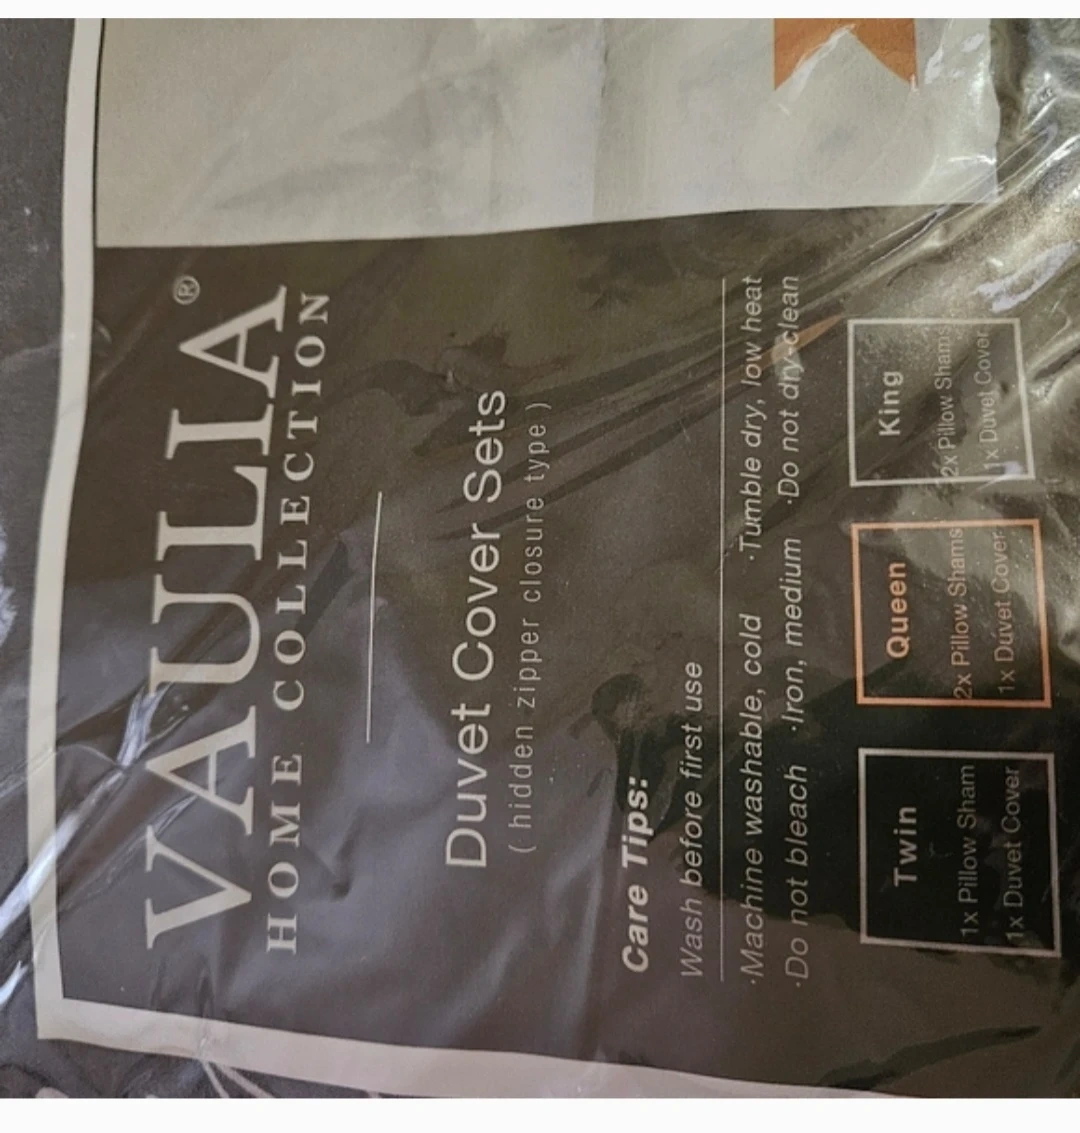 VAULIA®
HOME COLLECTION
Duvet Cover Sets
( hidden zipper closure type )
Care Tips:
Wash before first use
·Machine washable, cold ·Tumble dry, low heat
·Do not bleach ·Iron, medium ·Do not dry-clean
Twin
1x Pillow Sham
1x Duvet Cover
Queen
2x Pillow Shams
1x Duvet Cover
King
2x Pillow Shams
1x Duvet Cover